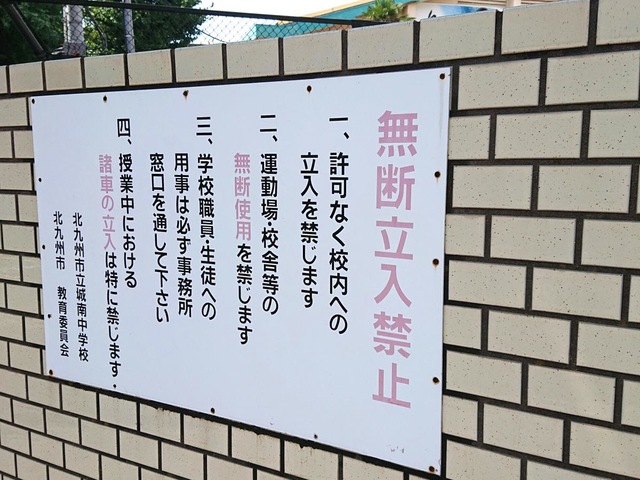 無断立入禁止
一、許可なく校内への
立入を禁じます
二、運動場・校舎等の
無断使用を禁じます
三、学校職員・生徒への
用事は必ず事務所
窓口を通して下さい
四、授業中における
諸車の立入は特に禁じます。
北九州市立城南中学校
北九州市 教育委員会